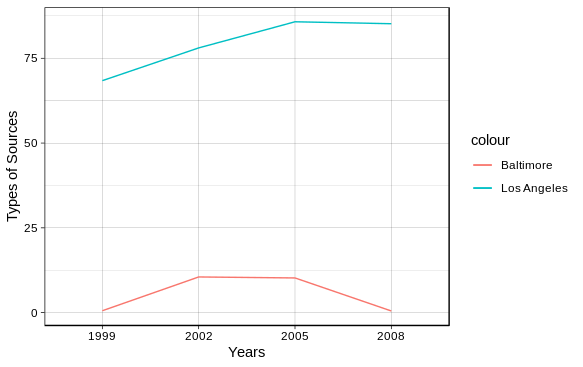 Types of Sources
75
50
25
0
1999 2002 2005 2008
Years
colour
Baltimore
Los Angeles